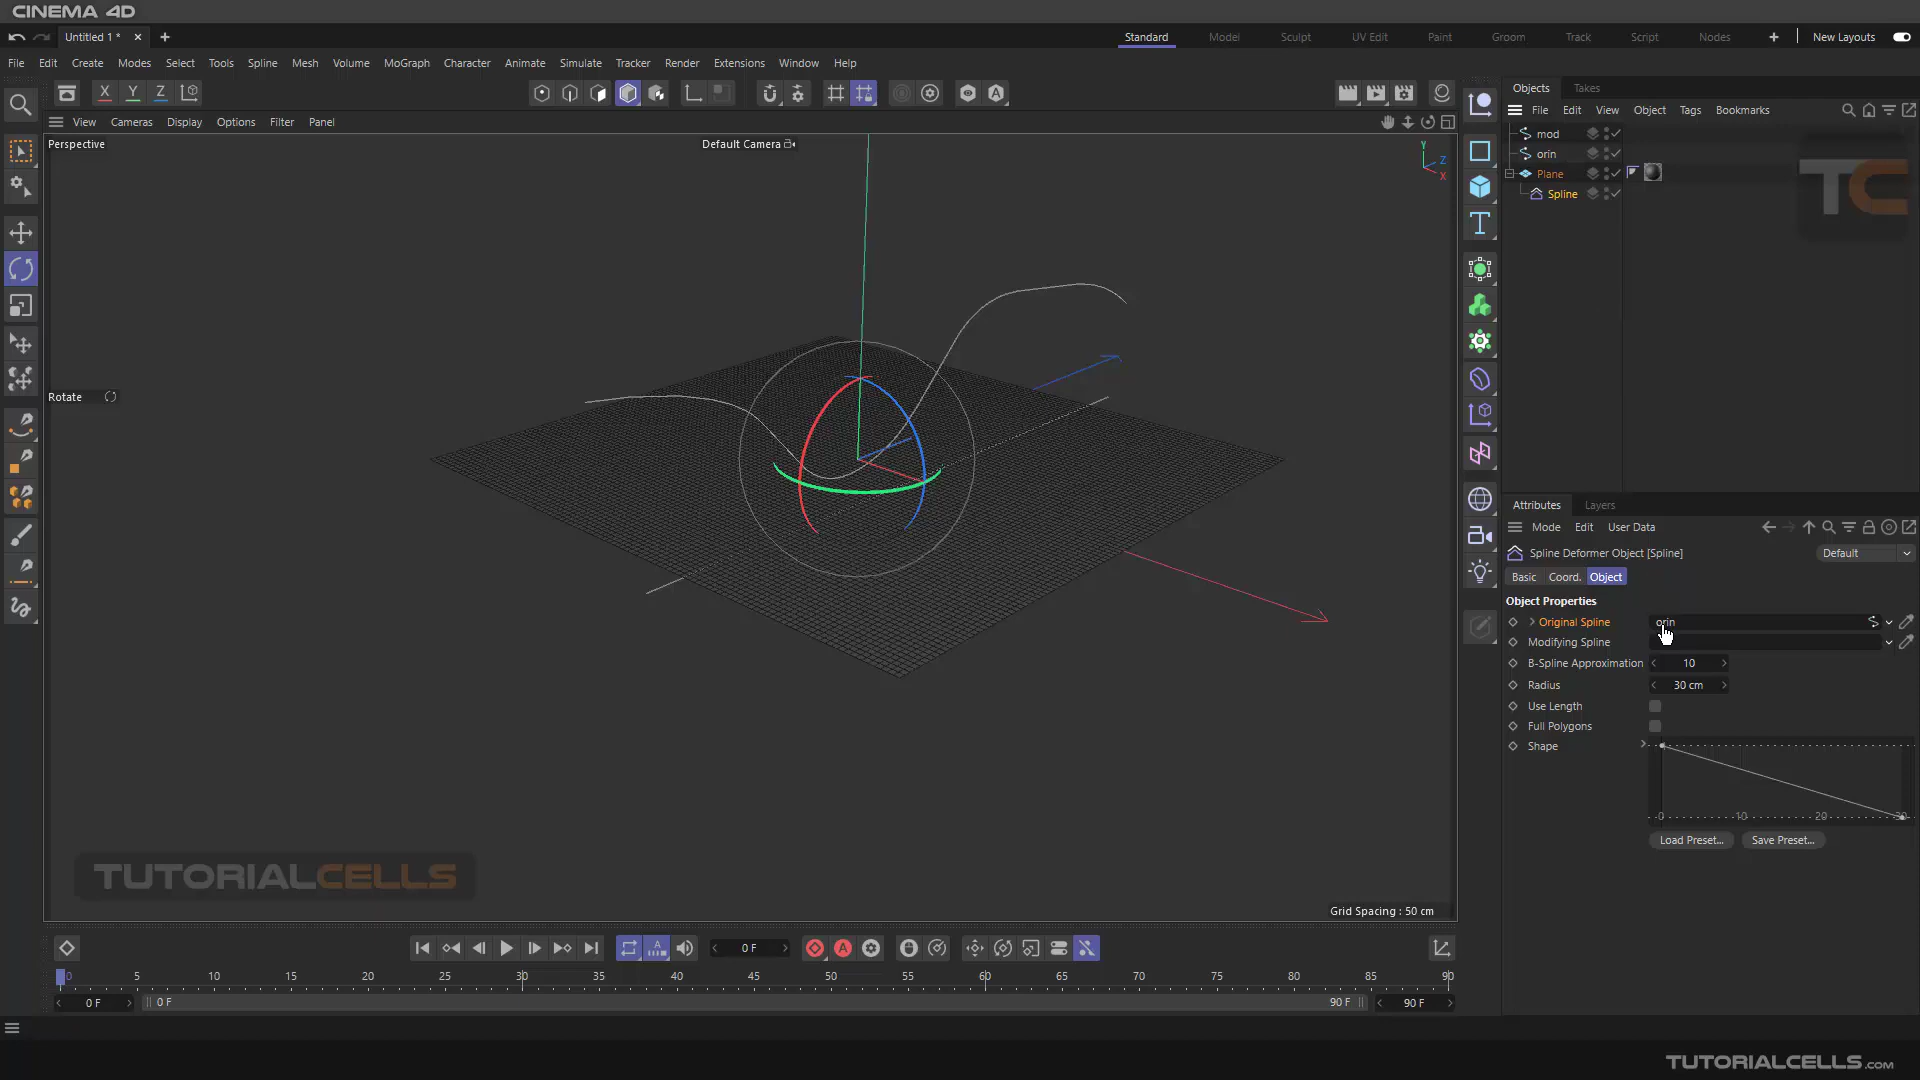 CINEMA 4D
Untitled 1 *
Standard
Model
Sculpt
UV Edit
Paint
Groom
Track
Script
Nodes
New Layouts
File Edit Create Modes Select Tools Spline Mesh Volume MoGraph Character Animate Simulate Tracker Render Extensions Window Help
X Y Z
Objects Takes
File Edit View Object Tags Bookmarks
View Cameras Display Options Filter Panel
Perspective
Default Camera
Y
Z
X
mod
orin
Plane
Spline
TC
Rotate
Attributes Layers
Mode Edit User Data
Spline Deformer Object [Spline]
Default
Basic Coord. Object
Object Properties
Original Spline orin
Modifying Spline
B-Spline Approximation 10
Radius 30 cm
Use Length
Full Polygons
Shape
0 10 20 30
Load Preset... Save Preset...
TUTORIALCELLS
Grid Spacing : 50 cm
0 F
0 5 10 15 20 25 30 35 40 45 50 55 60 65 70 75 80 85 90
0 F 0 F 90 F 90 F
TUTORIALCELLS.COM